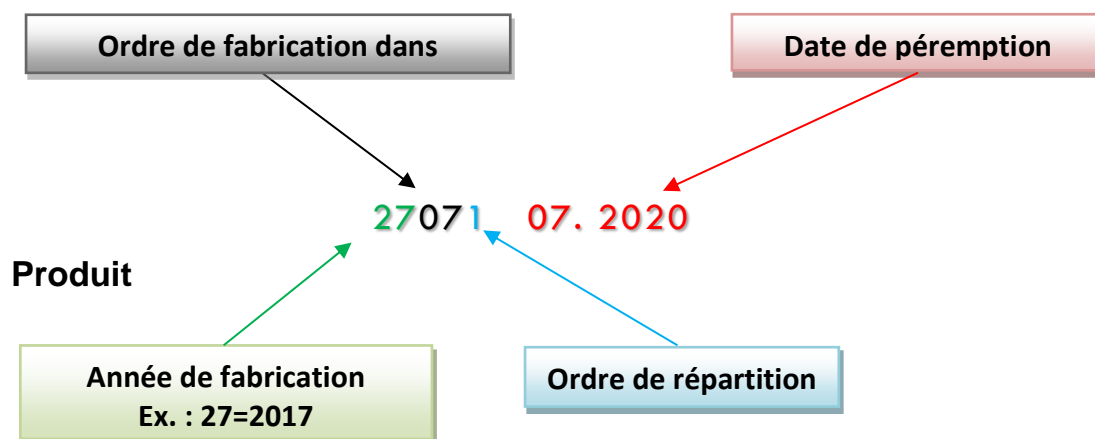 Ordre de fabrication dans
Date de péremption
27071 07. 2020
Produit
Année de fabrication
Ex. : 27=2017
Ordre de répartition